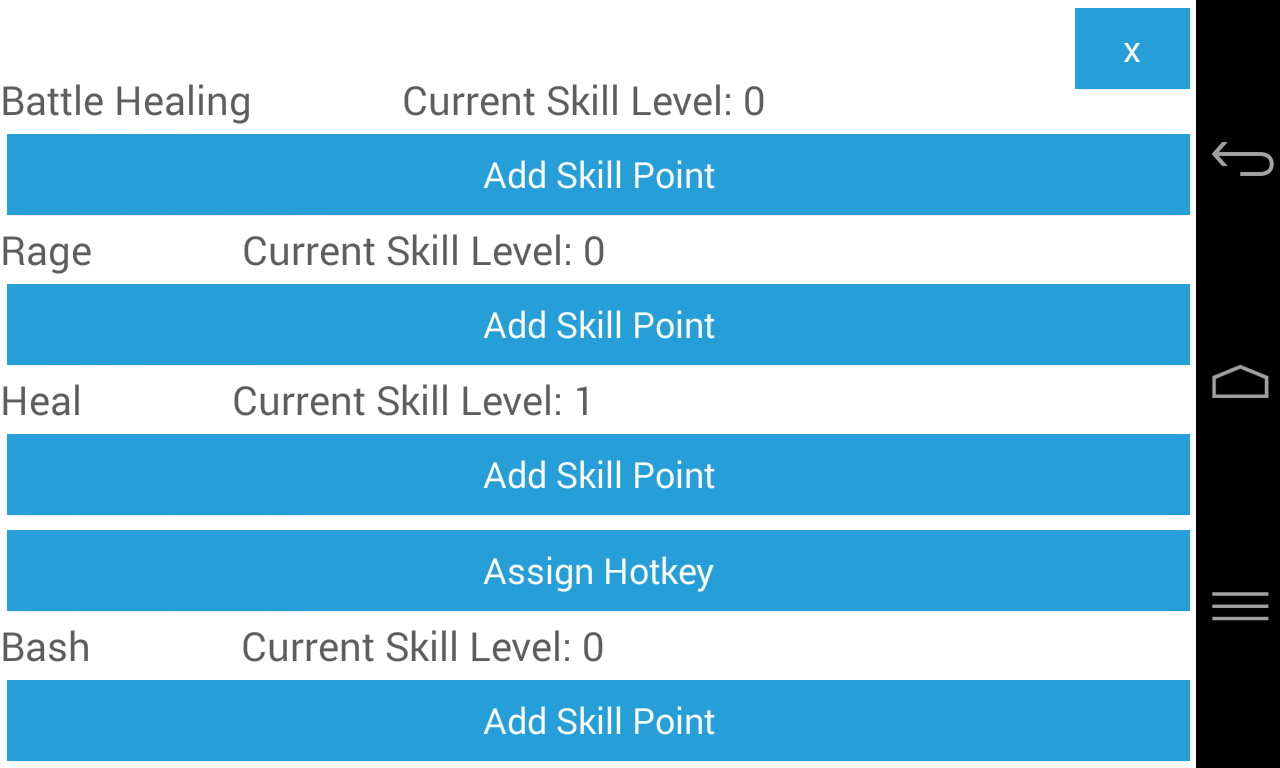 x
Battle Healing Current Skill Level: 0
Add Skill Point
Rage Current Skill Level: 0
Add Skill Point
Heal Current Skill Level: 1
Add Skill Point
Assign Hotkey
Bash Current Skill Level: 0
Add Skill Point